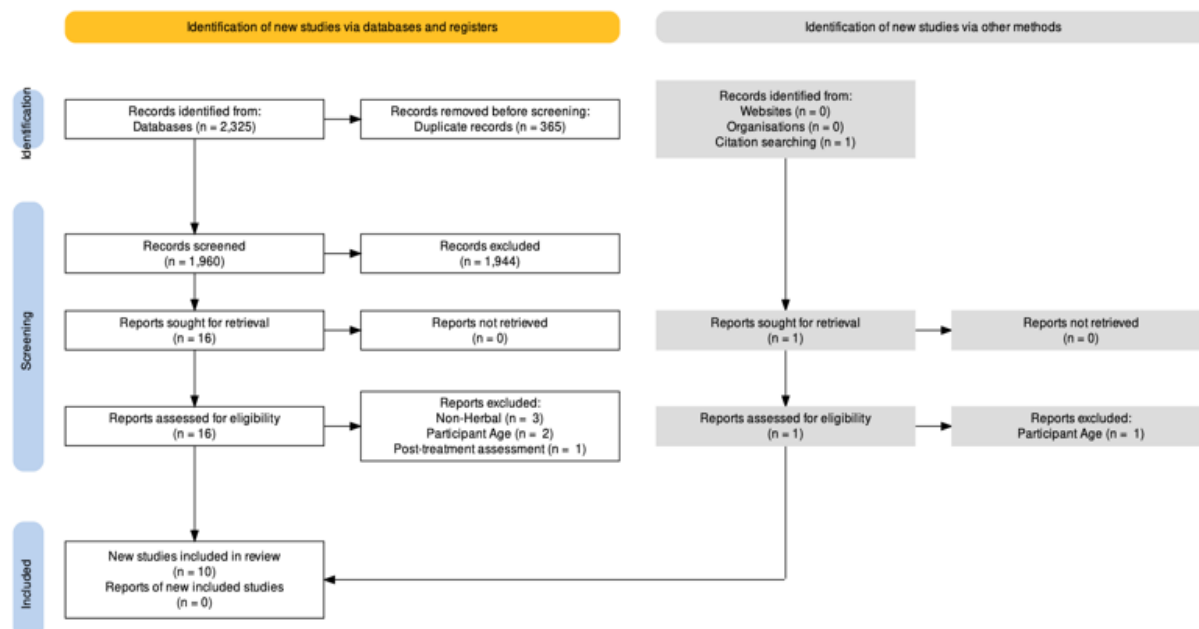 Identification of new studies via databases and registers
Identification of new studies via other methods
Identification
Records identified from:
Databases (n = 2,325)
Records removed before screening:
Duplicate records (n = 365)
Records identified from:
Websites (n = 0)
Organisations (n = 0)
Citation searching (n = 1)
Screening
Records screened
(n = 1,960)
Records excluded
(n = 1,944)
Reports sought for retrieval
(n = 16)
Reports not retrieved
(n = 0)
Reports sought for retrieval
(n = 1)
Reports not retrieved
(n = 0)
Reports assessed for eligibility
(n = 16)
Reports excluded:
Non-Herbal (n = 3)
Participant Age (n = 2)
Post-treatment assessment (n = 1)
Reports assessed for eligibility
(n = 1)
Reports excluded:
Participant Age (n = 1)
Included
New studies included in review
(n = 10)
Reports of new included studies
(n = 0)